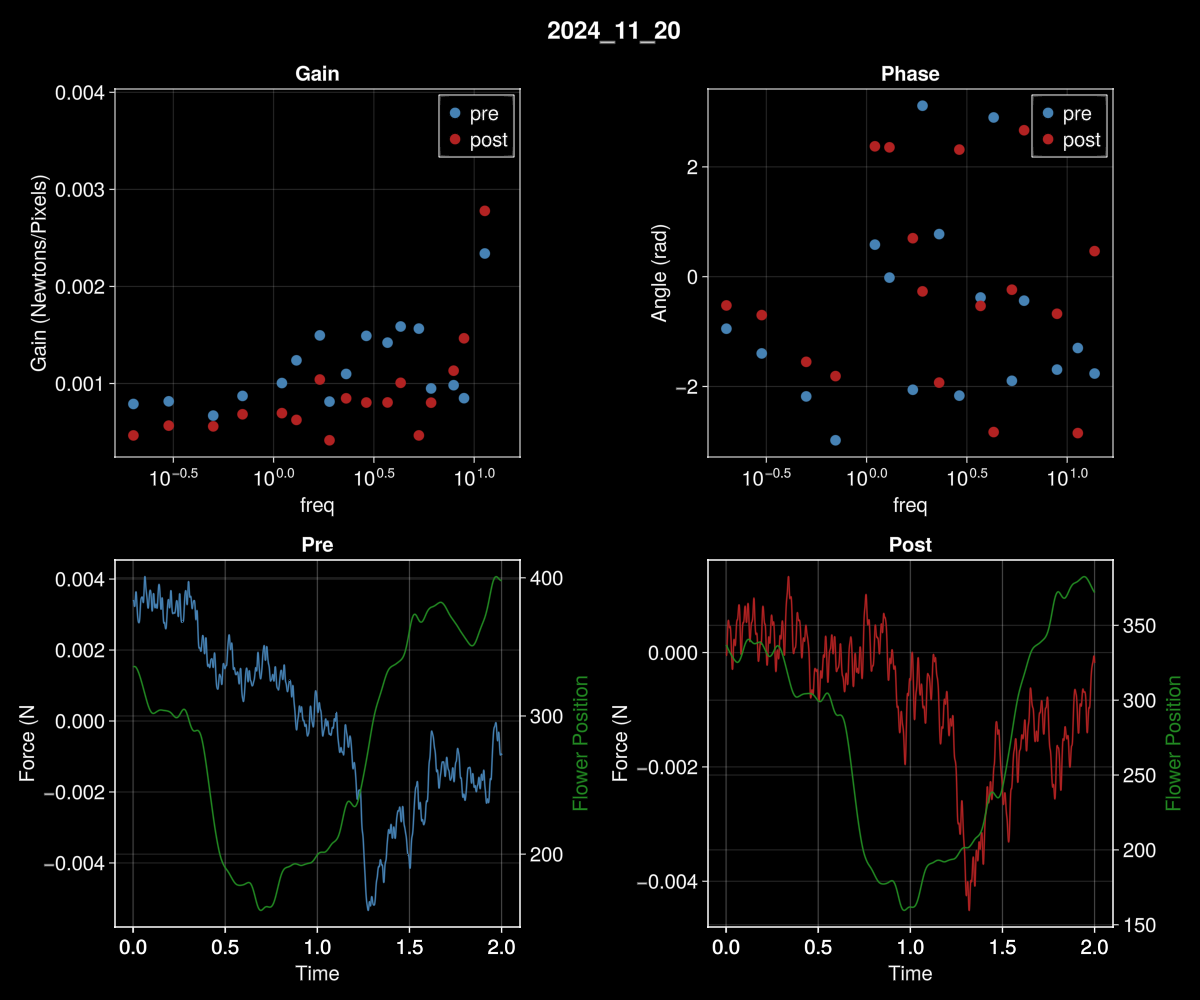 2024_11_20
Gain
Phase
0.004
0.003
0.002
0.001
Gain (Newtons/Pixels)
pre
post
10^−0.5
10^0.0
10^0.5
10^1.0
freq
2
0
−2
Angle (rad)
pre
post
10^−0.5
10^0.0
10^0.5
10^1.0
freq
Pre
Post
0.004
0.002
0.000
−0.002
−0.004
Force (N
400
300
200
Flower Position
0.0
0.5
1.0
1.5
2.0
Time
0.000
−0.002
−0.004
Force (N
350
300
250
200
150
Flower Position
0.0
0.5
1.0
1.5
2.0
Time